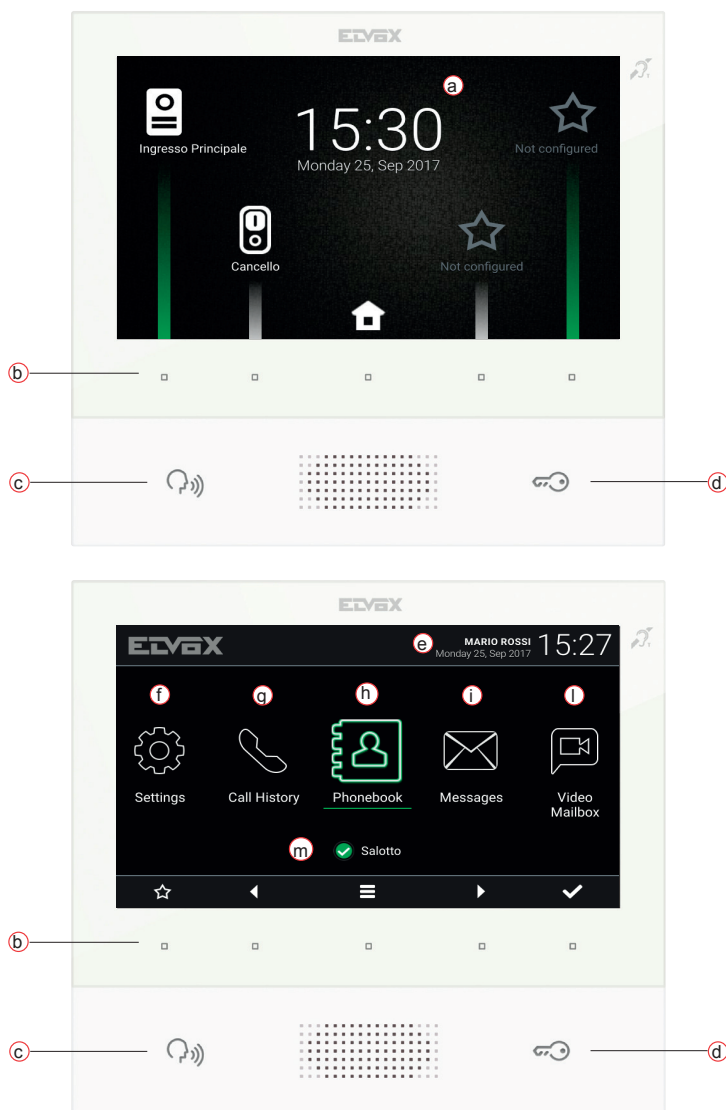 ELVOX
a
15:30
Monday 25, Sep 2017
Ingresso Principale
Not configured
Cancello
Not configured
b
c
d
ELVOX
ELVOX
e
MARIO ROSSI
Monday 25, Sep 2017
15:27
f
g
h
i
l
Settings
Call History
Phonebook
Messages
Video
Mailbox
m
Salotto
b
c
d